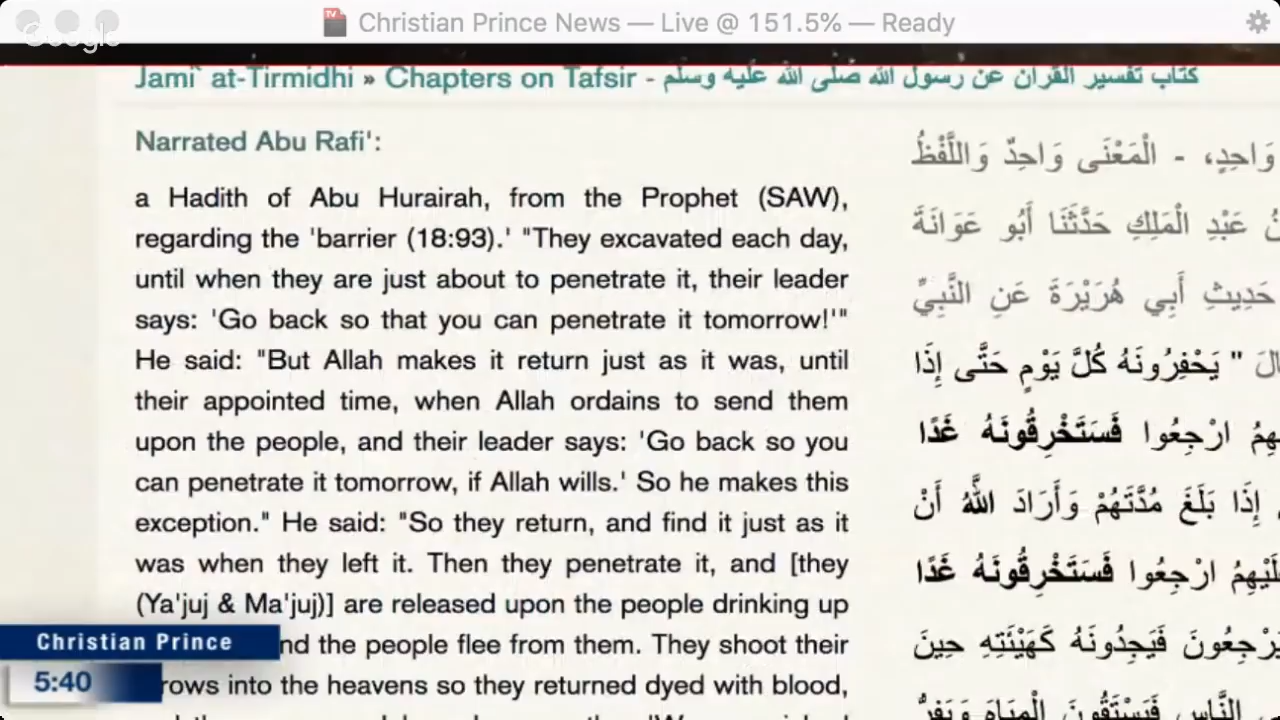 Christian Prince News — Live @ 151.5% — Ready
Google
Jami` at-Tirmidhi » Chapters on Tafsir - كتاب تفسير القرآن عن رسول الله صلى الله عليه وسلم
Narrated Abu Rafi':
a Hadith of Abu Hurairah, from the Prophet (SAW),
regarding the 'barrier (18:93).' "They excavated each day,
until when they are just about to penetrate it, their leader
says: 'Go back so that you can penetrate it tomorrow!'"
He said: "But Allah makes it return just as it was, until
their appointed time, when Allah ordains to send them
upon the people, and their leader says: 'Go back so you
can penetrate it tomorrow, if Allah wills.' So he makes this
exception." He said: "So they return, and find it just as it
was when they left it. Then they penetrate it, and [they
(Ya'juj & Ma'juj)] are released upon the people drinking up
nd the people flee from them. They shoot their
rows into the heavens so they returned dyed with blood,
وَاحِدٍ، - الْمَعْنَى وَاحِدٌ وَاللَّفْظُ
عَبْدِ الْمَلِكِ حَدَّثَنَا أَبُو عَوَانَةَ
حَدِيثِ أَبِي هُرَيْرَةَ عَنِ النَّبِيِّ
" يَحْفِرُونَهُ كُلَّ يَوْمٍ حَتَّى إِذَا
ارْجِعُوا فَسَتَخْرِقُونَهُ غَدًا
إِذَا بَلَغَ مُدَّتَهُمْ وَأَرَادَ اللَّهُ أَنْ
ارْجِعُوا فَسَتَخْرِقُونَهُ غَدًا
فَيَجِدُونَهُ كَهَيْئَتِهِ حِينَ
النَّاسِ فَيَسْتَقُونَ الْمِيَاهَ وَيَفِرُّ
Christian Prince
5:40